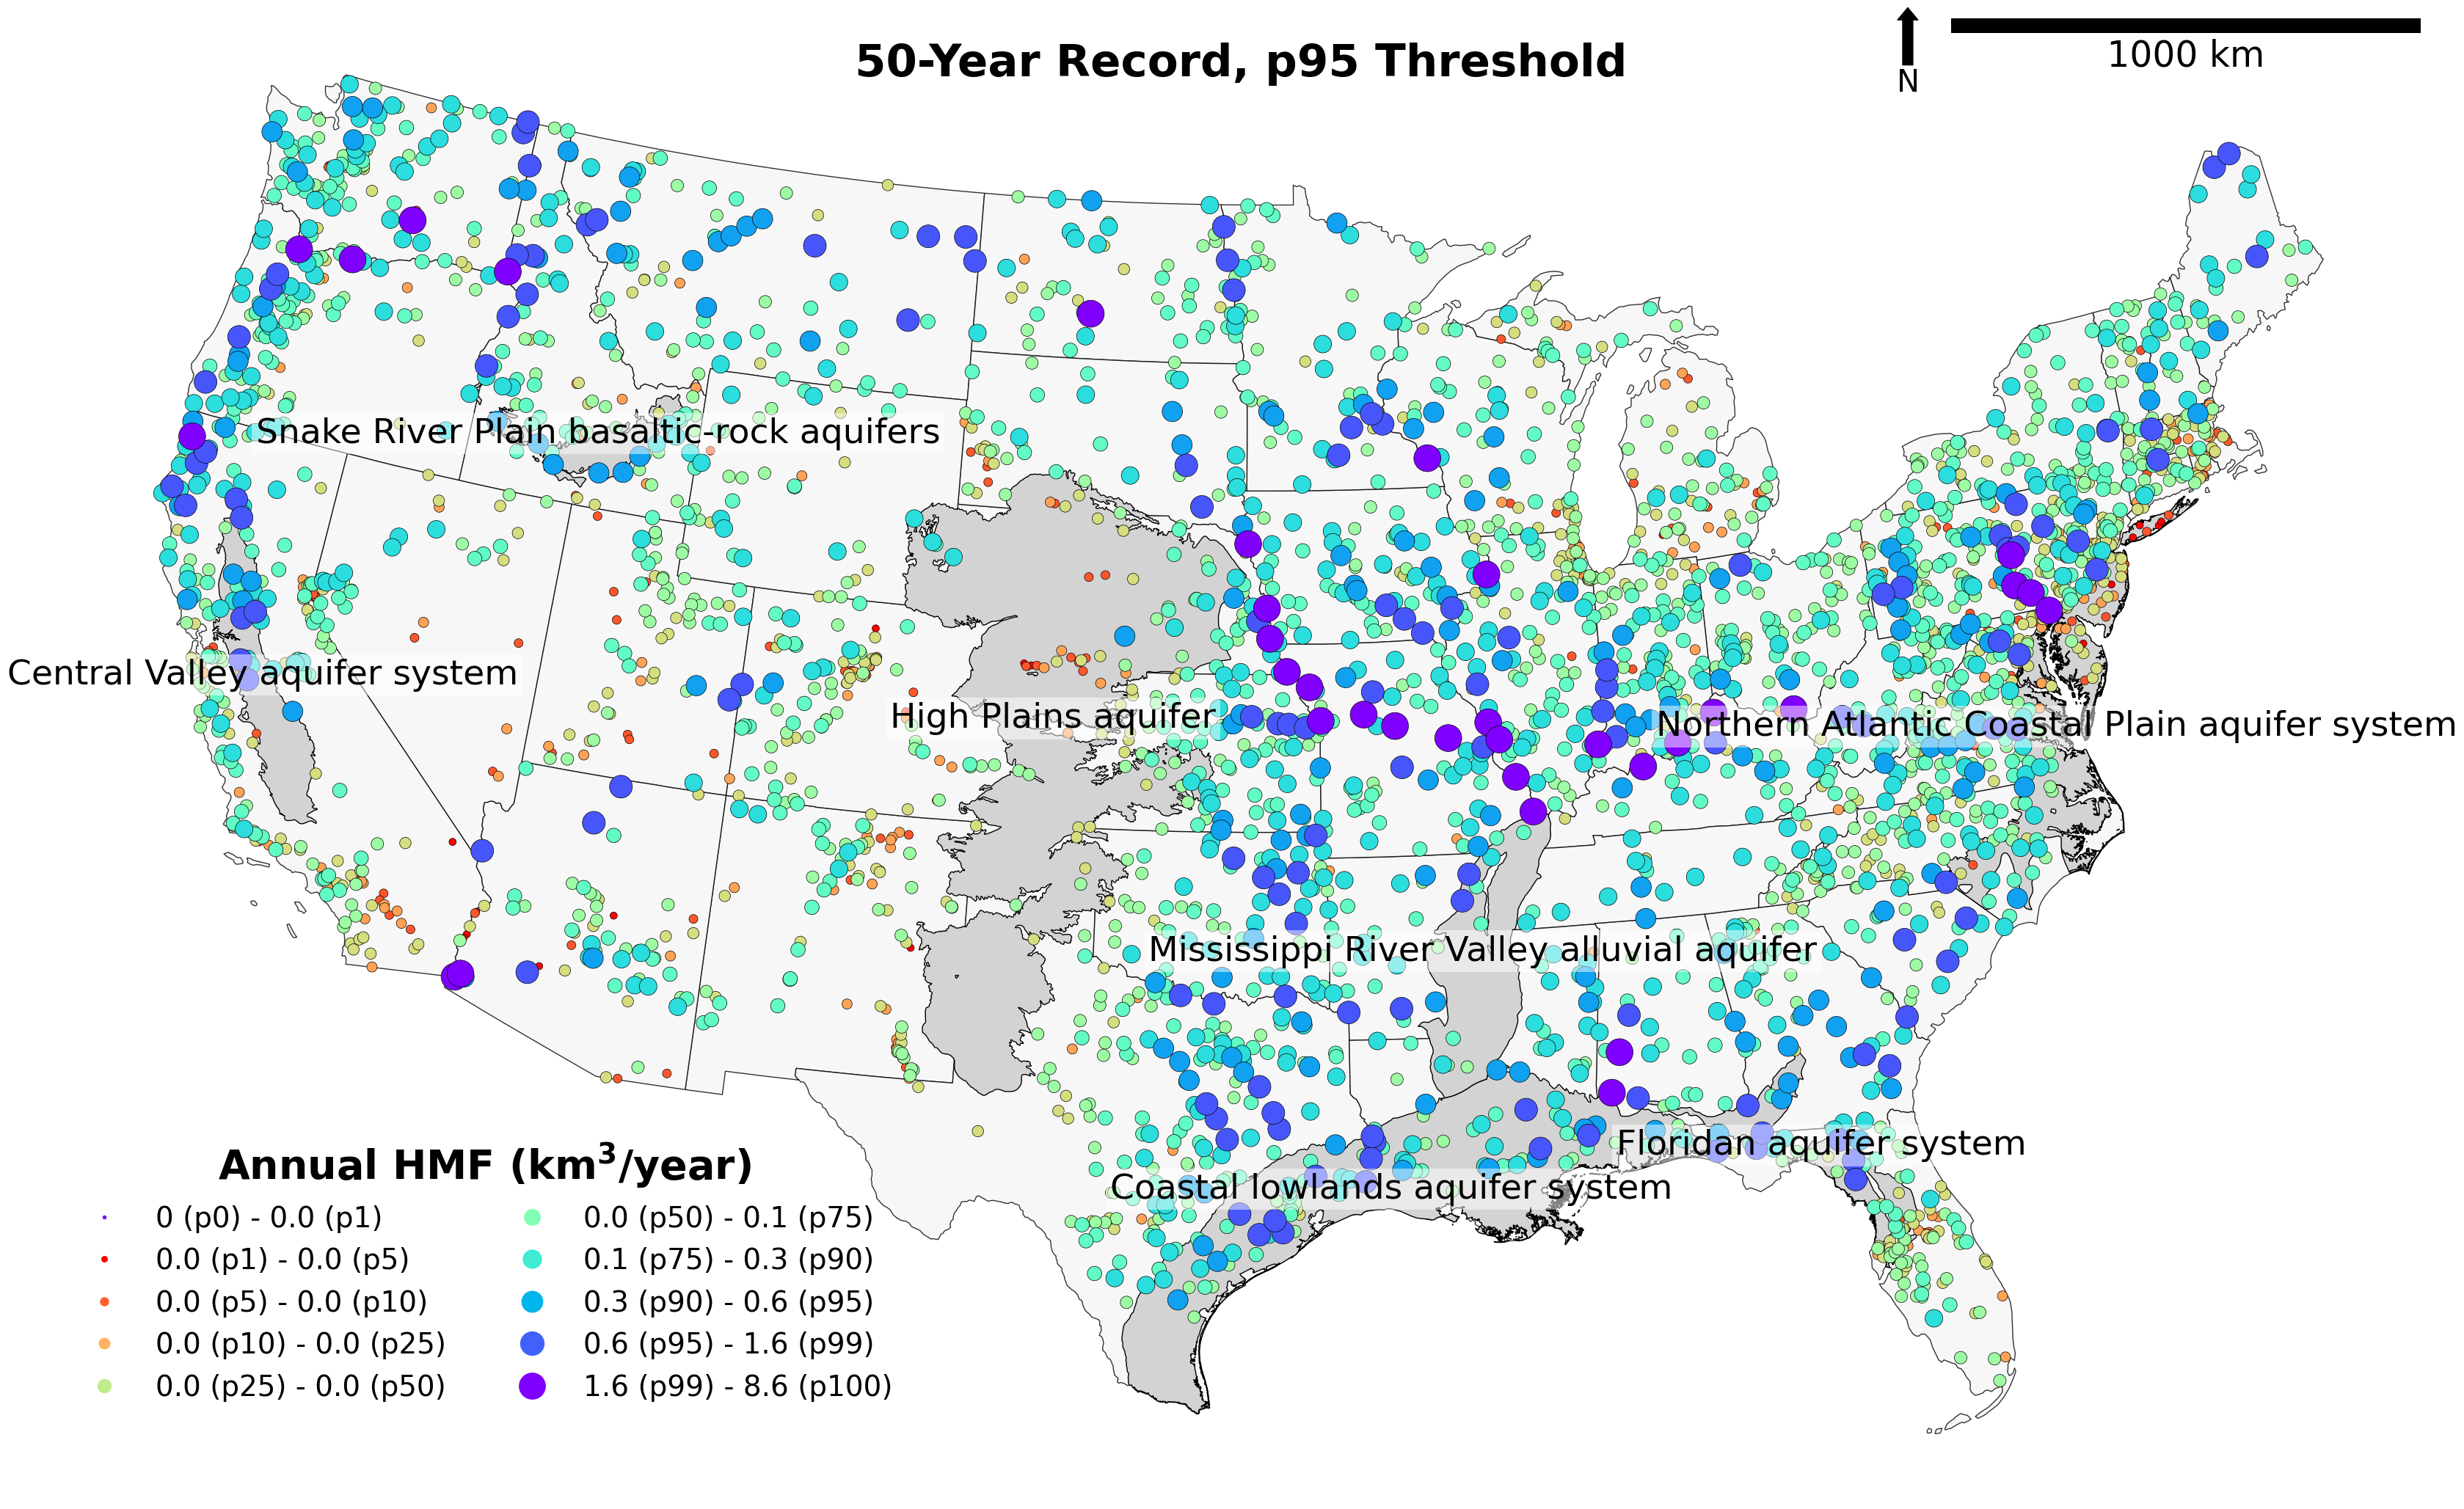 50-Year Record, p95 Threshold
N
1000 km
Snake River Plain basaltic-rock aquifers
Central Valley aquifer system
High Plains aquifer
Northern Atlantic Coastal Plain aquifer system
Mississippi River Valley alluvial aquifer
Floridan aquifer system
Coastal lowlands aquifer system
Annual HMF (km³/year)
0 (p0) - 0.0 (p1)
0.0 (p1) - 0.0 (p5)
0.0 (p5) - 0.0 (p10)
0.0 (p10) - 0.0 (p25)
0.0 (p25) - 0.0 (p50)
0.0 (p50) - 0.1 (p75)
0.1 (p75) - 0.3 (p90)
0.3 (p90) - 0.6 (p95)
0.6 (p95) - 1.6 (p99)
1.6 (p99) - 8.6 (p100)